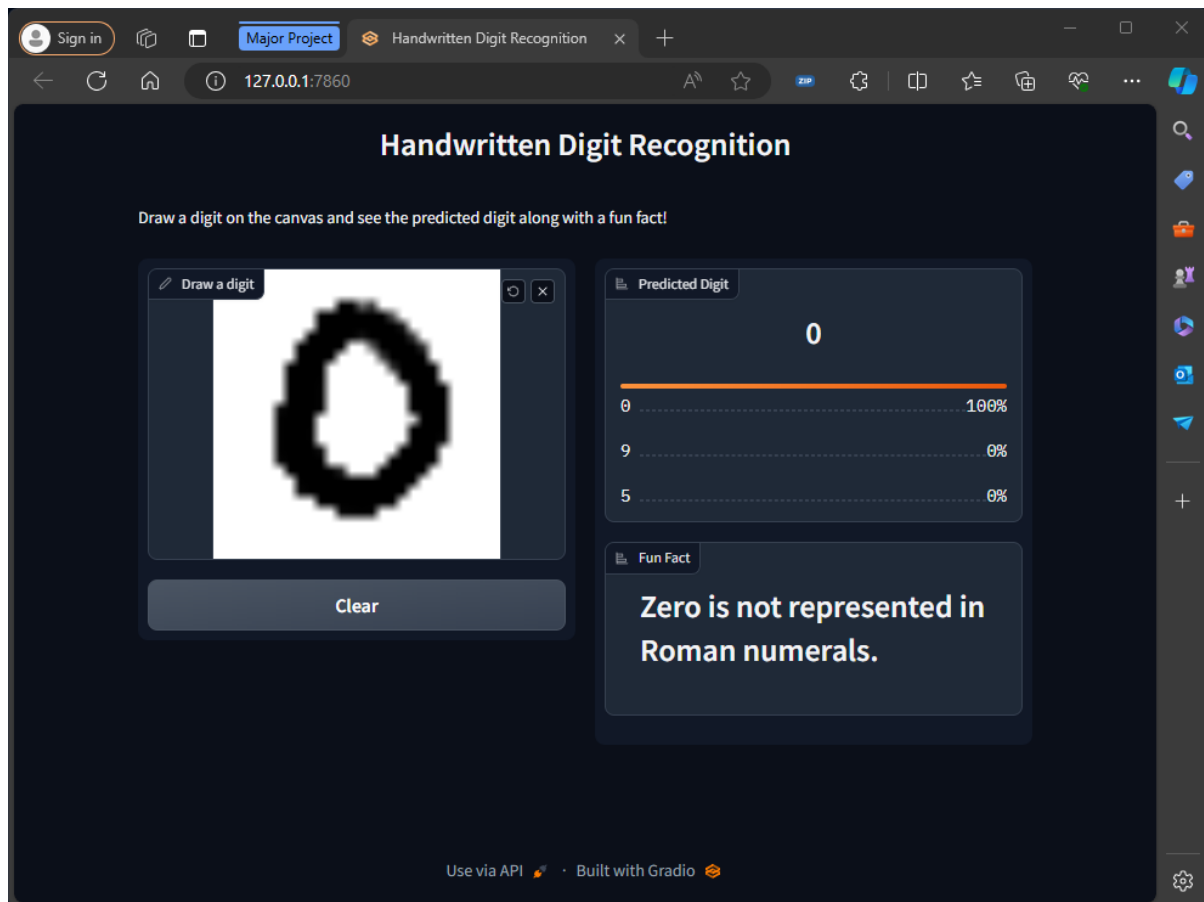 Sign in
Major Project
Handwritten Digit Recognition
127.0.0.1:7860
A
ZIP
Handwritten Digit Recognition
Draw a digit on the canvas and see the predicted digit along with a fun fact!
Draw a digit
0
Clear
Predicted Digit
0
0 100%
9 0%
5 0%
Fun Fact
Zero is not represented in
Roman numerals.
Use via API · Built with Gradio